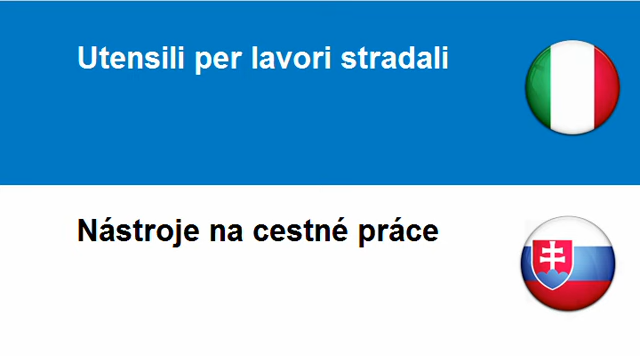 Utensili per lavori stradali
Nástroje na cestné práce